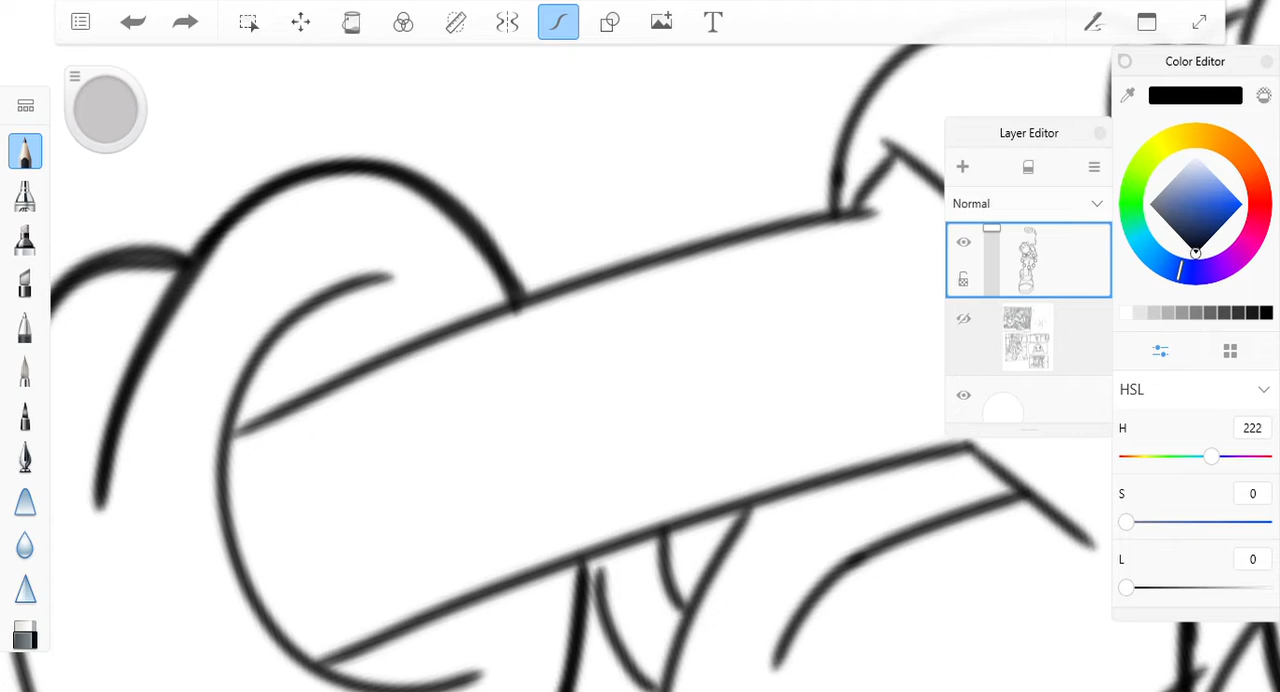 T
Color Editor
Layer Editor
Normal
HSL
H 222
S 0
L 0